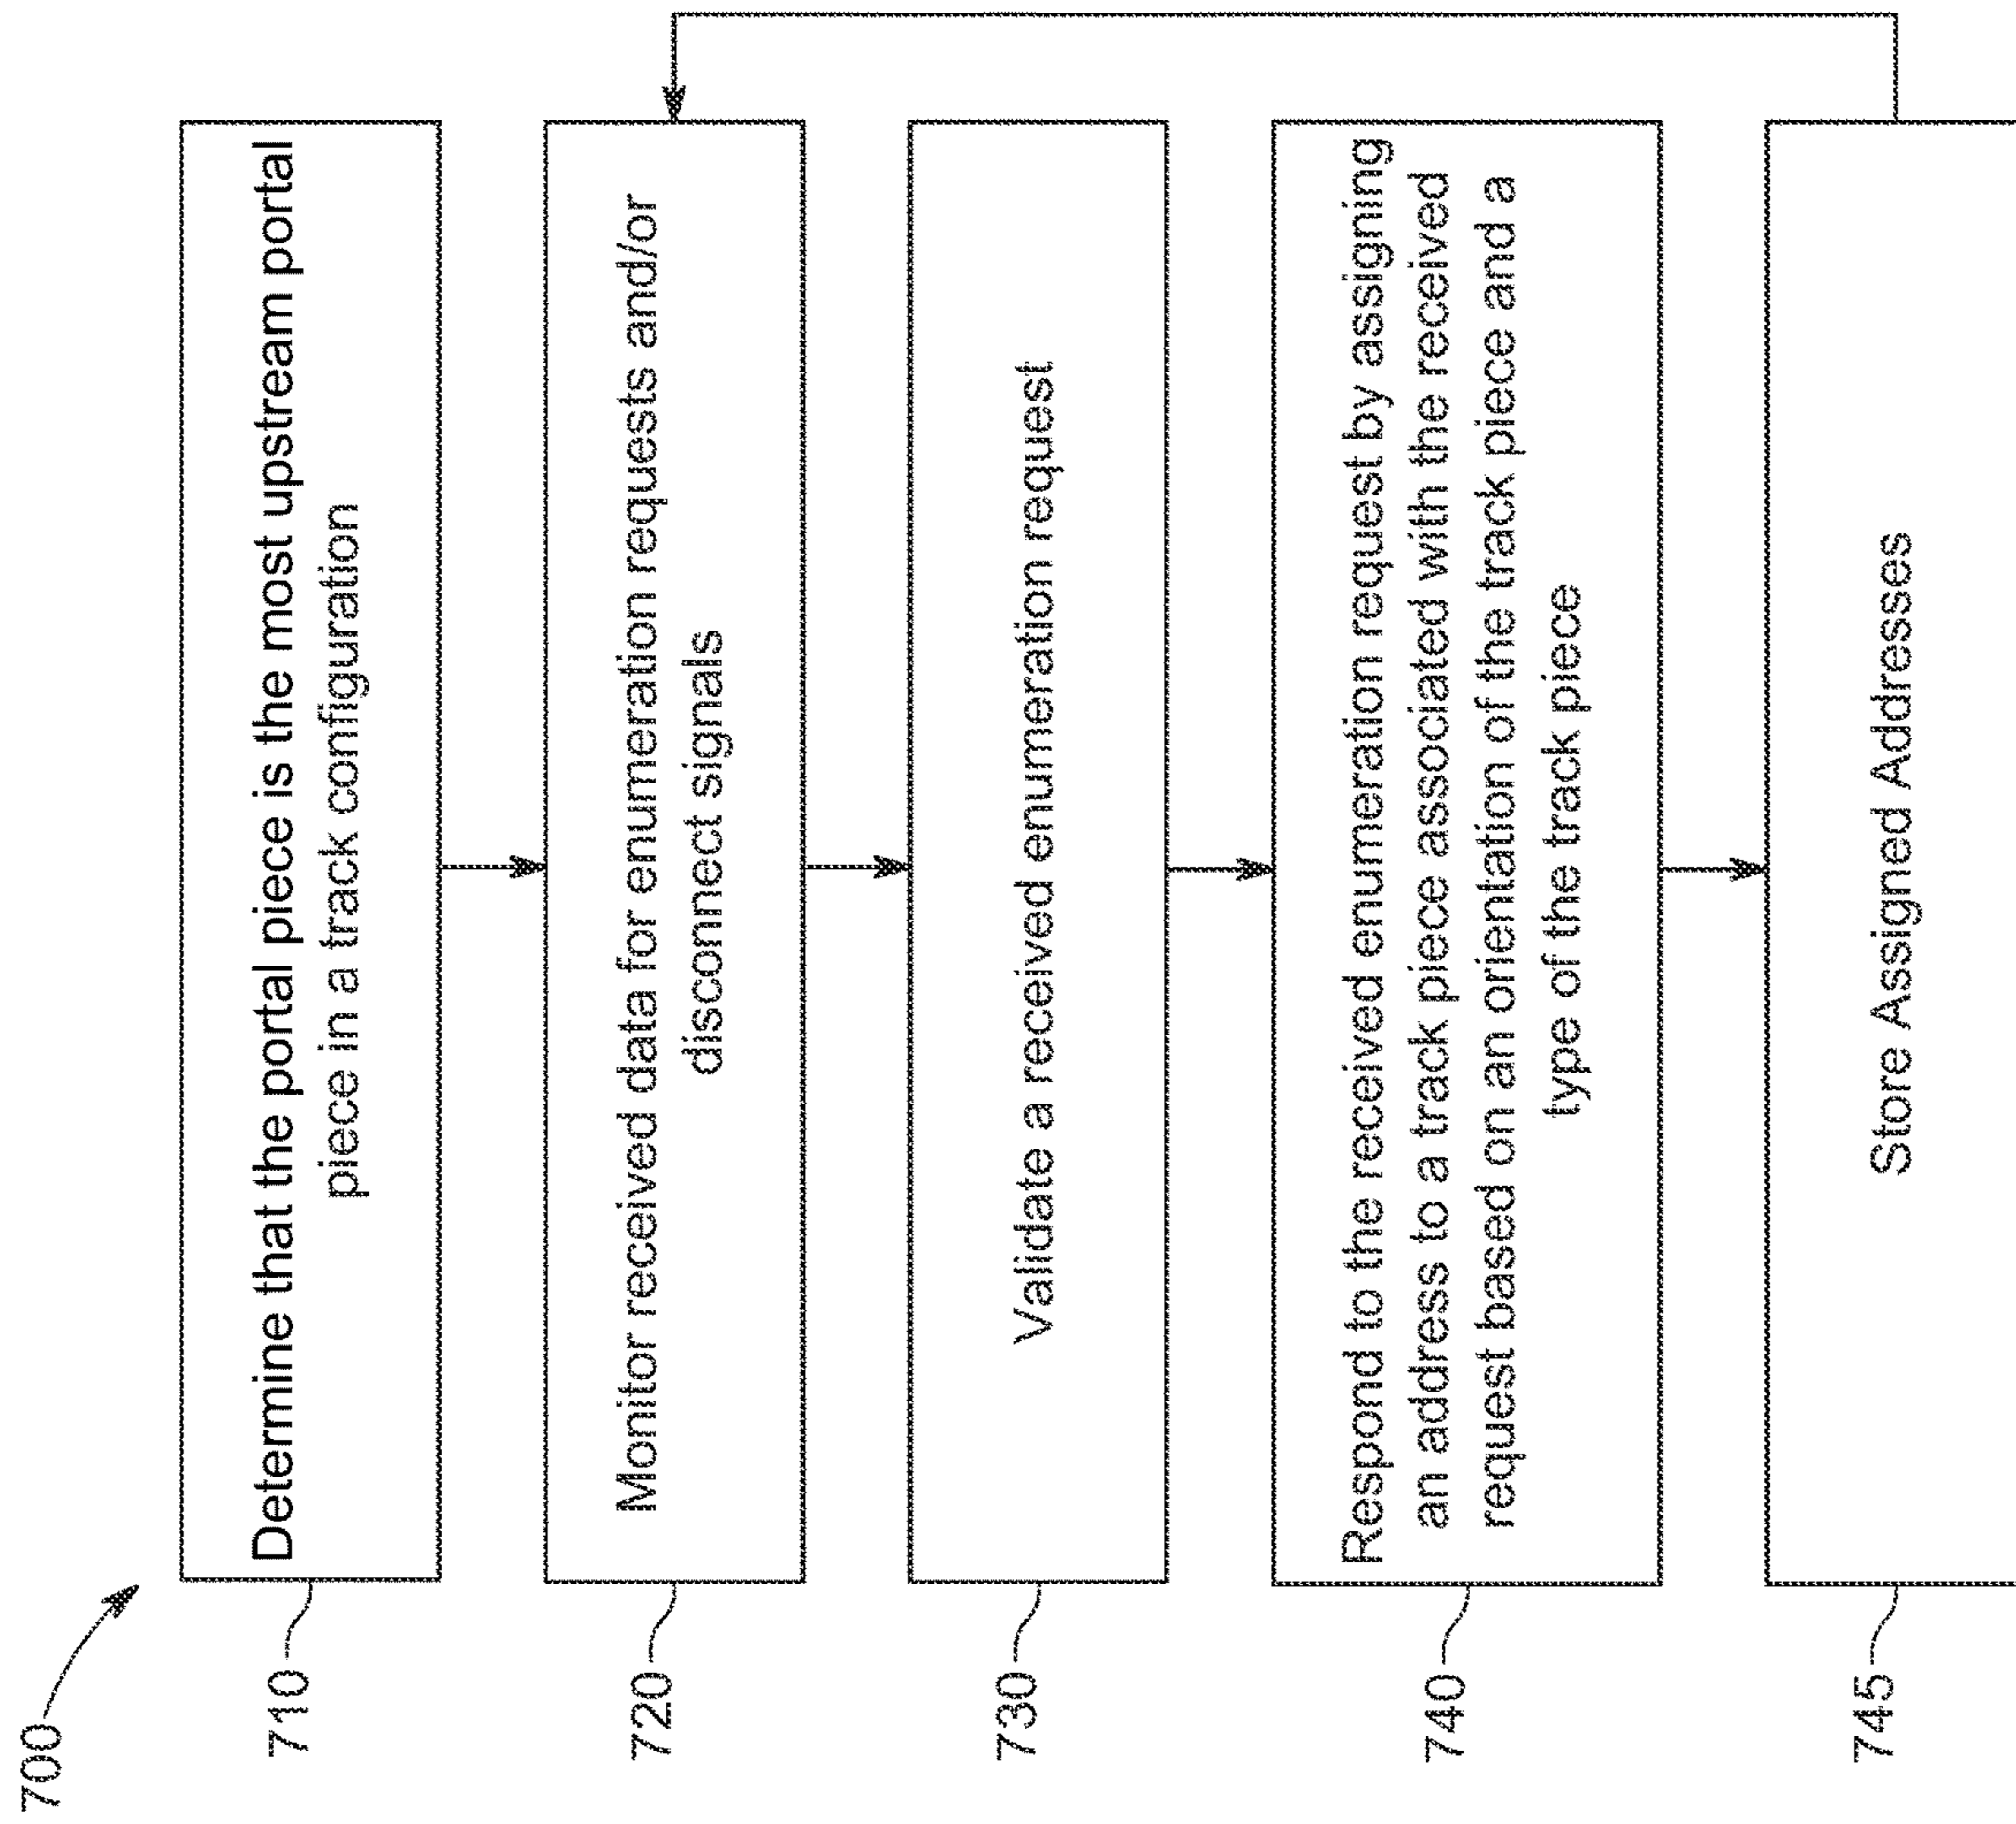 700
710
Determine that the portal piece is the most upstream portal
piece in a track configuration
720
Monitor received data for enumeration requests and/or
disconnect signals
730
Validate a received enumeration request
740
Respond to the received enumeration request by assigning
an address to a track piece associated with the received
request based on an orientation of the track piece and a
type of the track piece
745
Store Assigned Addresses